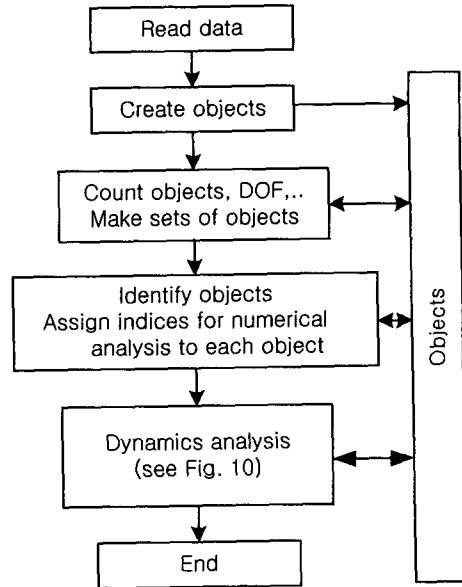 Read data
Create objects
Count objects, DOF,..
Make sets of objects
Identify objects
Assign indices for numerical
analysis to each object
Dynamics analysis
(see Fig. 10)
End
Objects